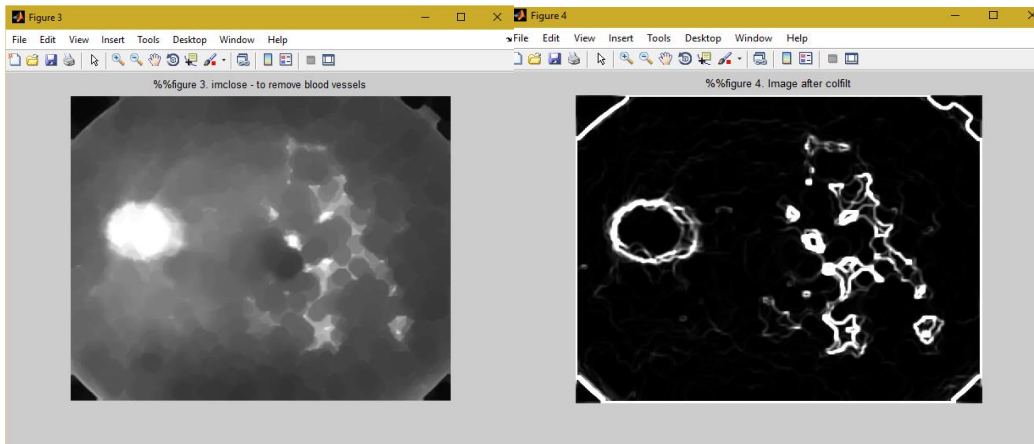 Figure 3
File Edit View Insert Tools Desktop Window Help
%%figure 3. imclose - to remove blood vessels
Figure 4
File Edit View Insert Tools Desktop Window Help
%%figure 4. Image after colfilt